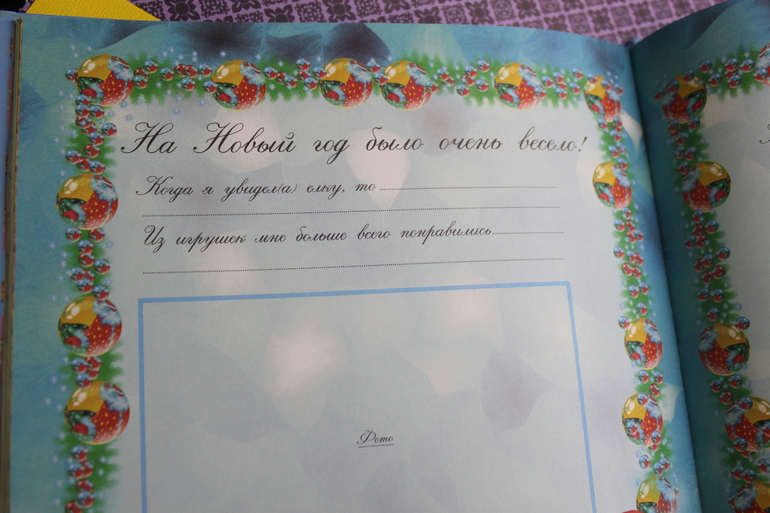 На Новый год было очень весело!
Когда я увидел(а) елку, то
Из игрушек мне больше всего понравились
Фото